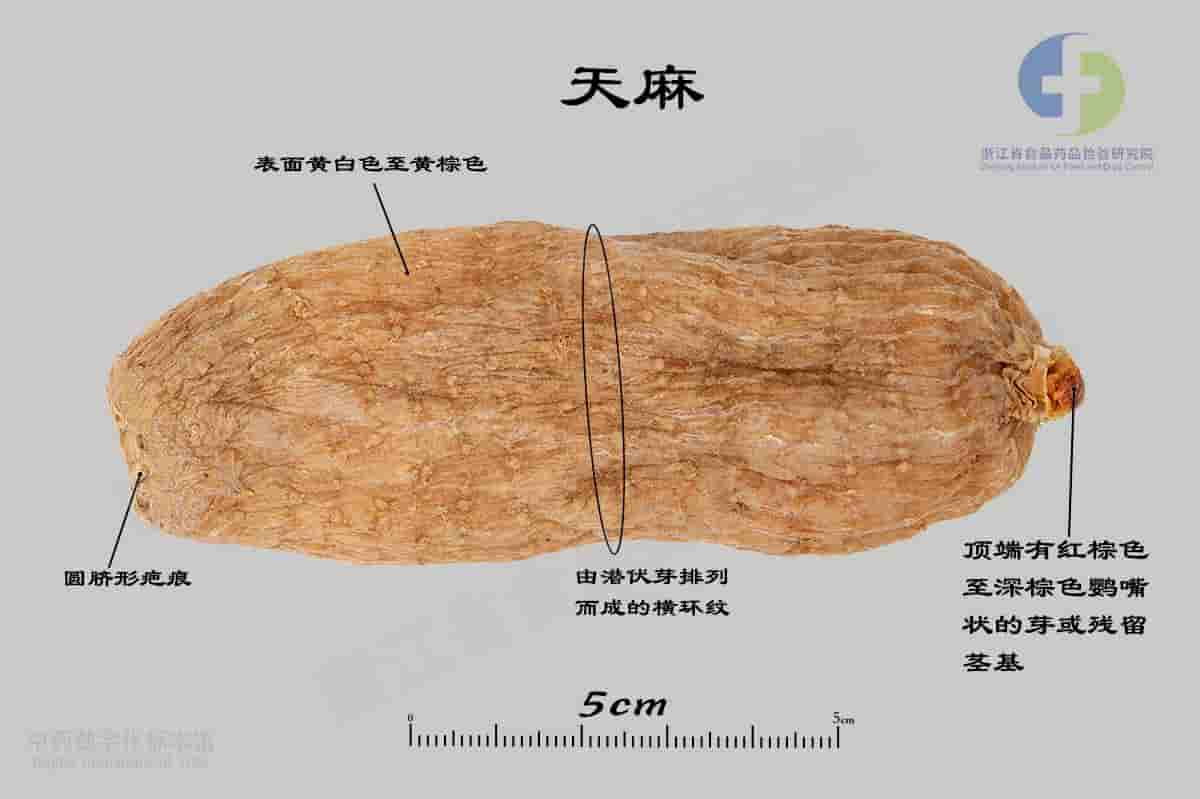 天麻
浙江省食品药品检验研究院
Zhejiang Institute for Food and Drug Control
表面黄白色至黄棕色
圆脐形疤痕
由潜伏芽排列
而成的横环纹
顶端有红棕色
至深棕色鹦嘴
状的芽或残留
茎基
5cm
0
5cm
中药数字化标本馆